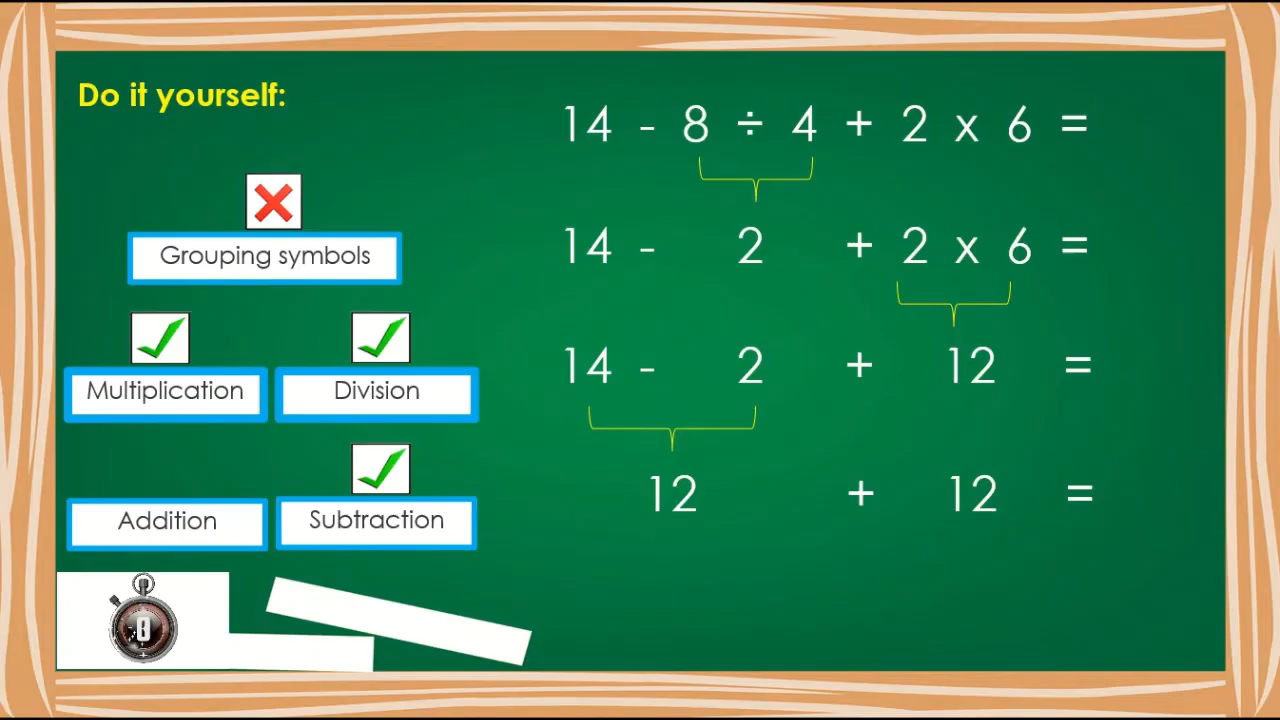 Do it yourself:
14 - 8 ÷ 4 + 2 x 6 =
Grouping symbols
14 - 2 + 2 x 6 =
Multiplication Division
14 - 2 + 12 =
Addition Subtraction
12 + 12 =